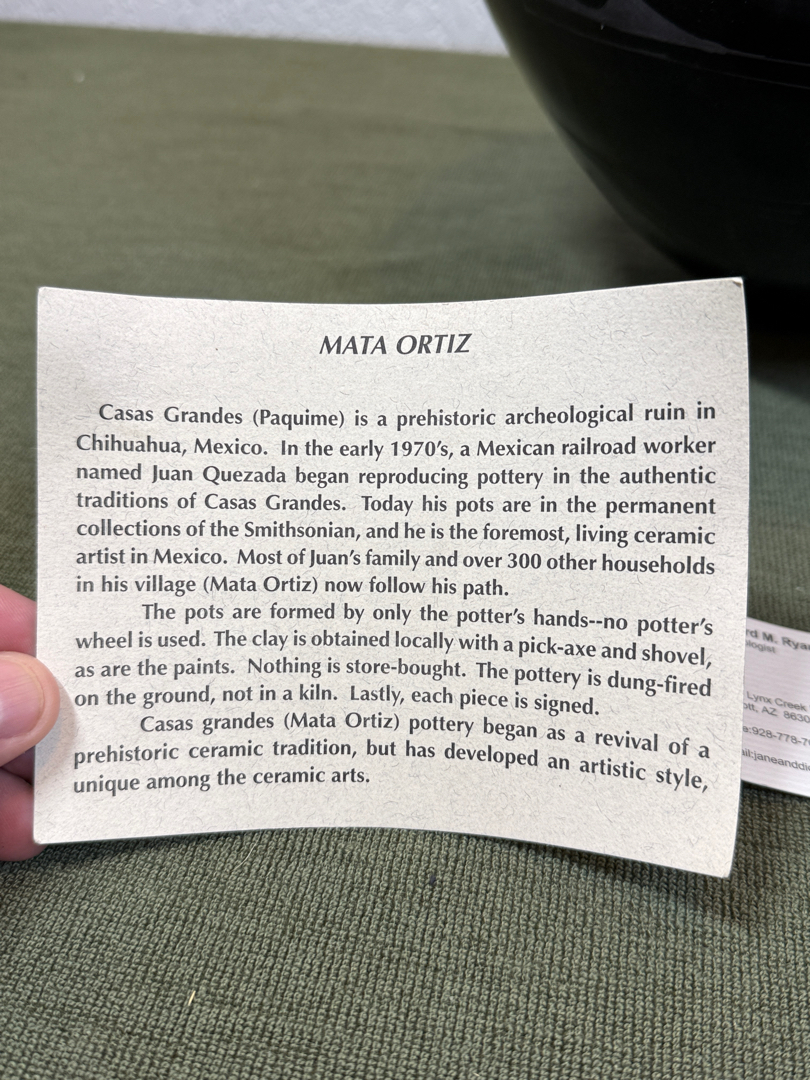 MATA ORTIZ
Casas Grandes (Paquime) is a prehistoric archeological ruin in
Chihuahua, Mexico. In the early 1970's, a Mexican railroad worker
named Juan Quezada began reproducing pottery in the authentic
traditions of Casas Grandes. Today his pots are in the permanent
collections of the Smithsonian, and he is the foremost, living ceramic
artist in Mexico. Most of Juan's family and over 300 other households
in his village (Mata Ortiz) now follow his path.
The pots are formed by only the potter's hands--no potter's
wheel is used. The clay is obtained locally with a pick-axe and shovel,
as are the paints. Nothing is store-bought. The pottery is dung-fired
on the ground, not in a kiln. Lastly, each piece is signed.
Casas grandes (Mata Ortiz) pottery began as a revival of a
prehistoric ceramic tradition, but has developed an artistic style,
unique among the ceramic arts.
M.
Lynx Creek
AZ